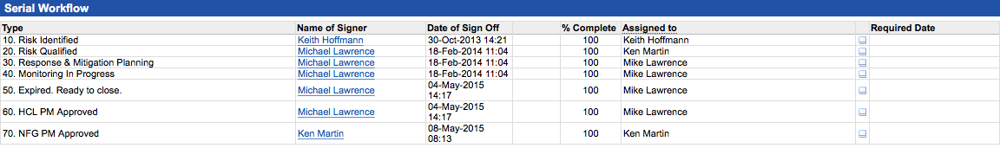 Serial Workflow
Type Name of Signer Date of Sign Off % Complete Assigned to Required Date
10. Risk Identified Keith Hoffmann 30-Oct-2013 14:21 100 Keith Hoffmann
20. Risk Qualified Michael Lawrence 18-Feb-2014 11:04 100 Ken Martin
30. Response & Mitigation Planning Michael Lawrence 18-Feb-2014 11:04 100 Mike Lawrence
40. Monitoring In Progress Michael Lawrence 18-Feb-2014 11:04 100 Mike Lawrence
50. Expired. Ready to close. Michael Lawrence 04-May-2015 14:17 100 Mike Lawrence
60. HCL PM Approved Michael Lawrence 04-May-2015 14:17 100 Mike Lawrence
70. NFG PM Approved Ken Martin 08-May-2015 08:13 100 Ken Martin